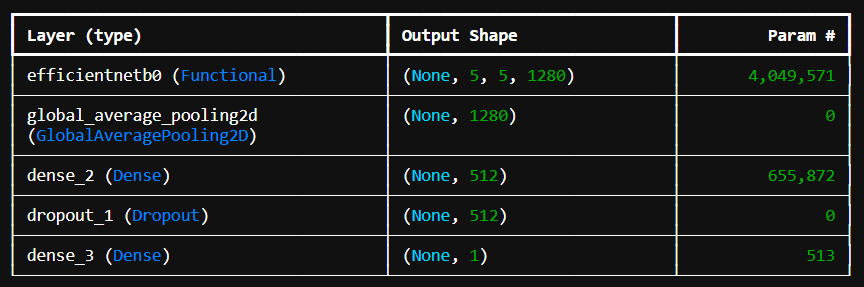 Layer (type) Output Shape Param #
efficientnetb0 (Functional) (None, 5, 5, 1280) 4,049,571
global_average_pooling2d (None, 1280) 0
(GlobalAveragePooling2D)
dense_2 (Dense) (None, 512) 655,872
dropout_1 (Dropout) (None, 512) 0
dense_3 (Dense) (None, 1) 513